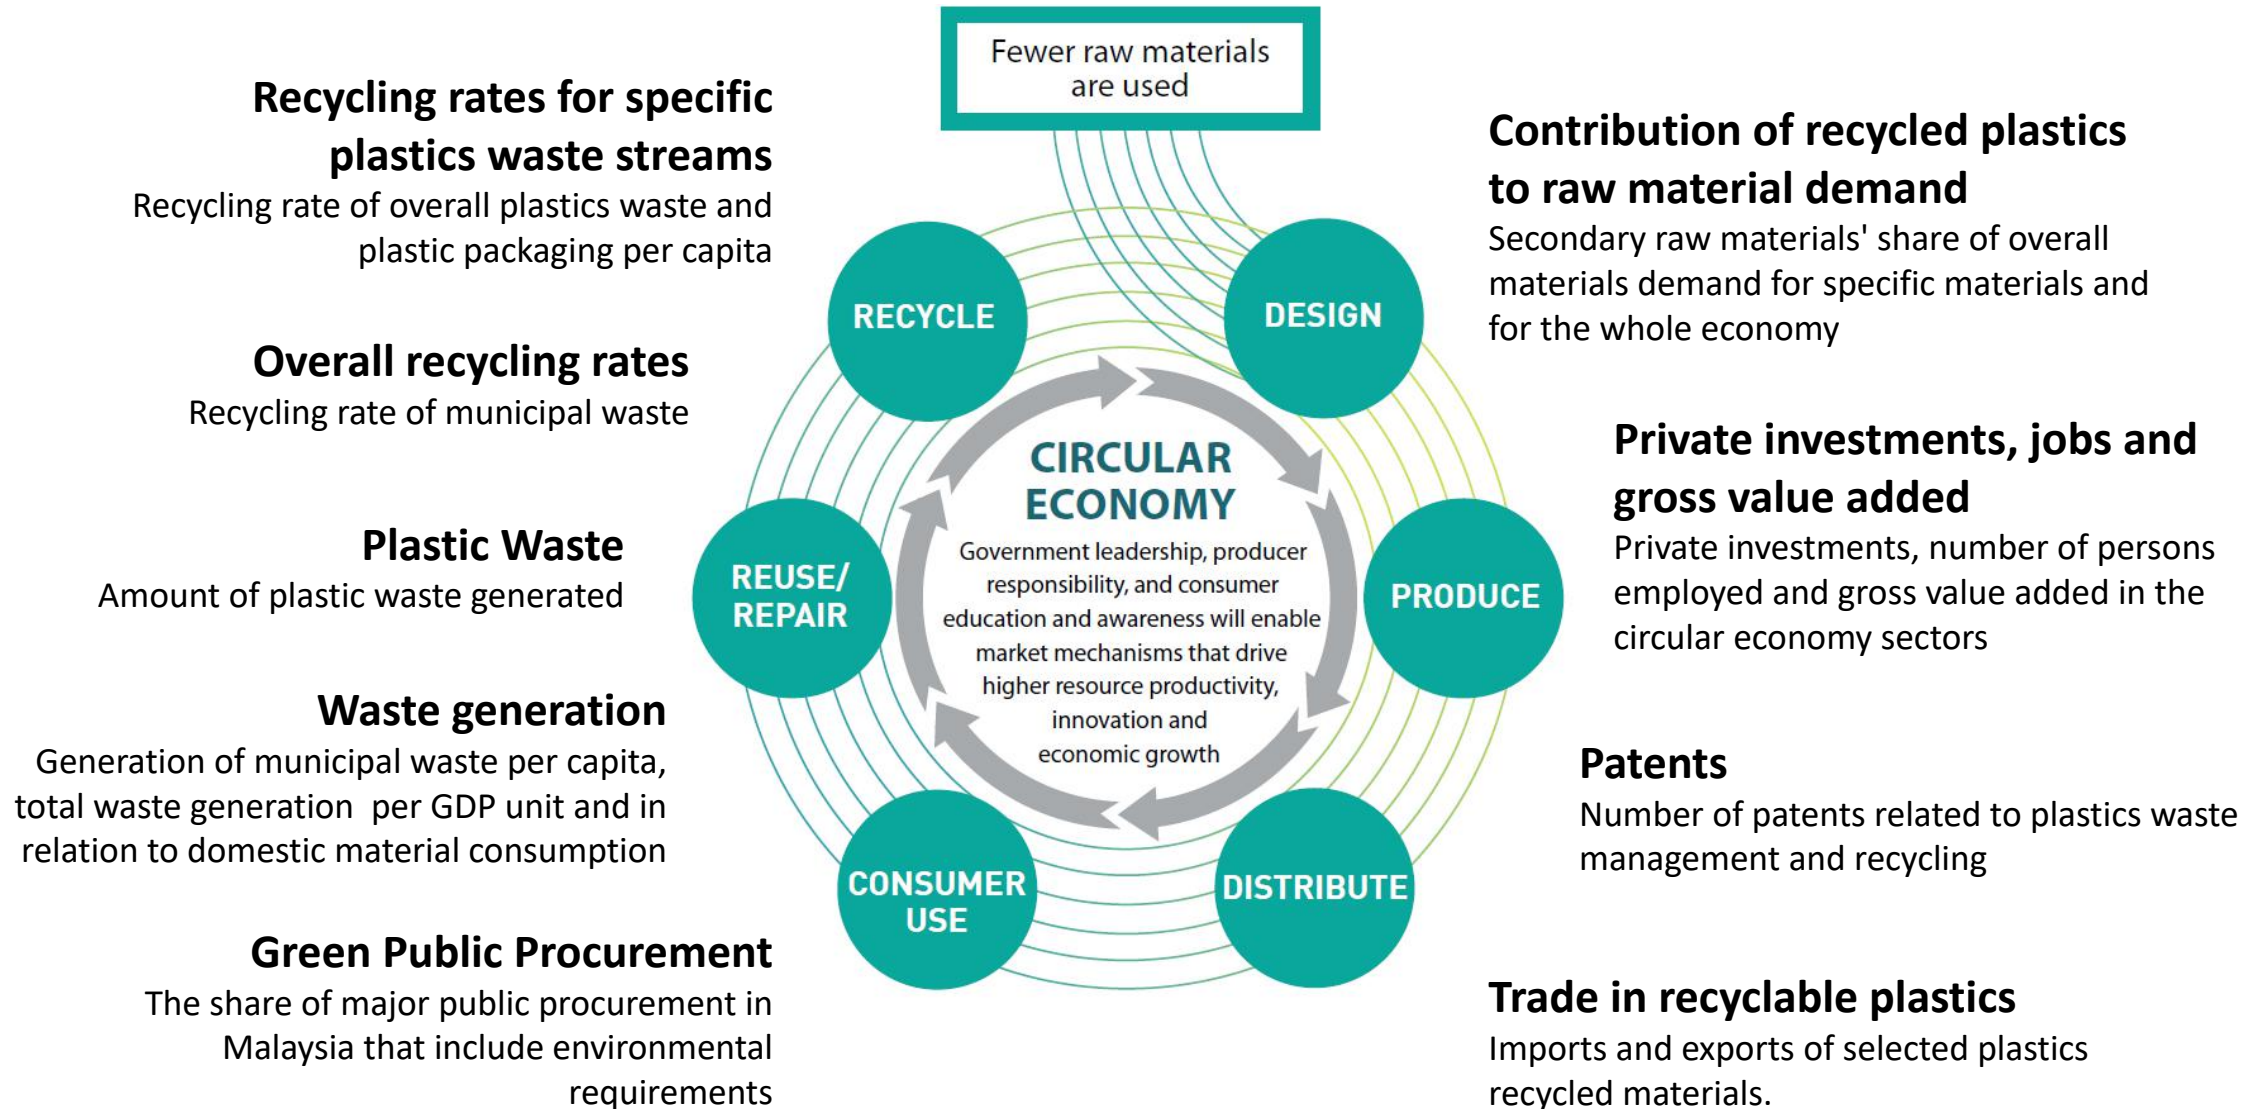 Fewer raw materials
are used
Recycling rates for specific
plastics waste streams
Recycling rate of overall plastics waste and
plastic packaging per capita
Overall recycling rates
Recycling rate of municipal waste
Plastic Waste
Amount of plastic waste generated
Waste generation
Generation of municipal waste per capita,
total waste generation  per GDP unit and in
relation to domestic material consumption
Green Public Procurement
The share of major public procurement in
Malaysia that include environmental
requirements
RECYCLE
DESIGN
REUSE/
REPAIR
PRODUCE
CONSUMER
USE
DISTRIBUTE
CIRCULAR
ECONOMY
Government leadership, producer
responsibility, and consumer
education and awareness will enable
market mechanisms that drive
higher resource productivity,
innovation and
economic growth
Contribution of recycled plastics
to raw material demand
Secondary raw materials' share of overall
materials demand for specific materials and
for the whole economy
Private investments, jobs and
gross value added
Private investments, number of persons
employed and gross value added in the
circular economy sectors
Patents
Number of patents related to plastics waste
management and recycling
Trade in recyclable plastics
Imports and exports of selected plastics
recycled materials.